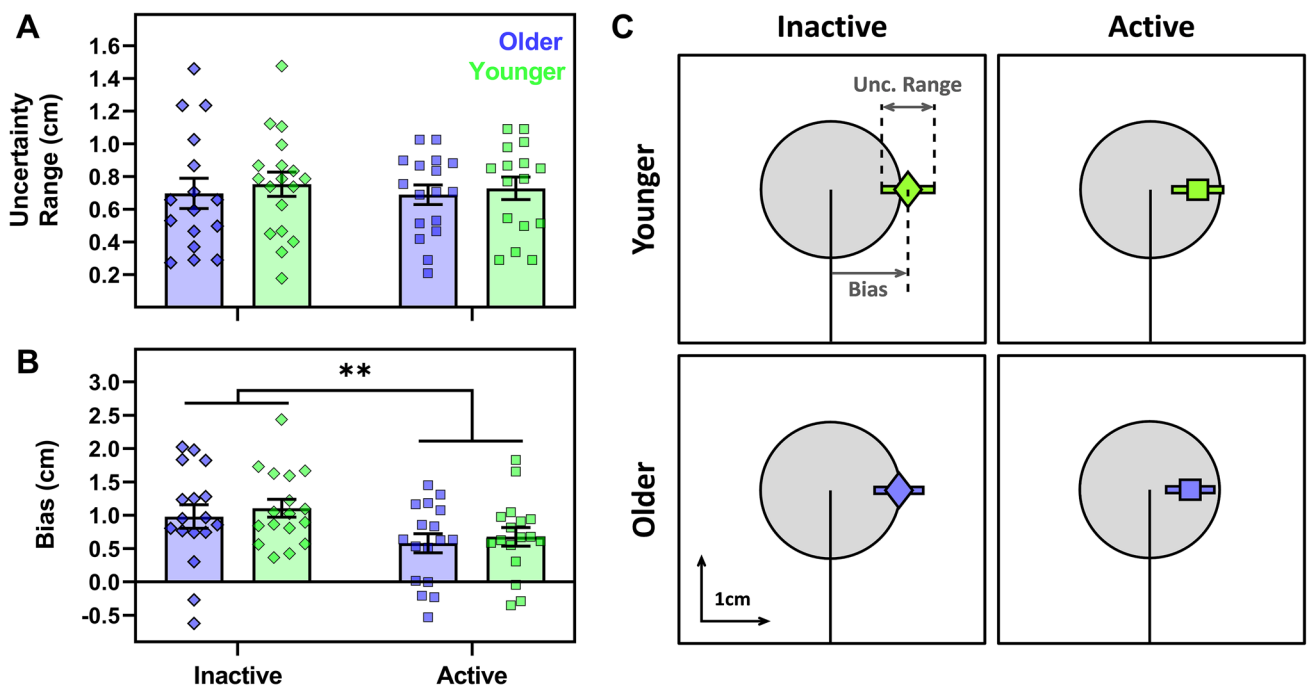 A
Uncertainty
Range (cm)
1.6
1.4
1.2
1.0
0.8
0.6
0.4
0.2
Older
Younger
B
Bias (cm)
3.0
2.5
2.0
1.5
1.0
0.5
0.0
-0.5
**
Inactive
Active
C
Inactive
Active
Younger
Unc. Range
Bias
Older
1cm